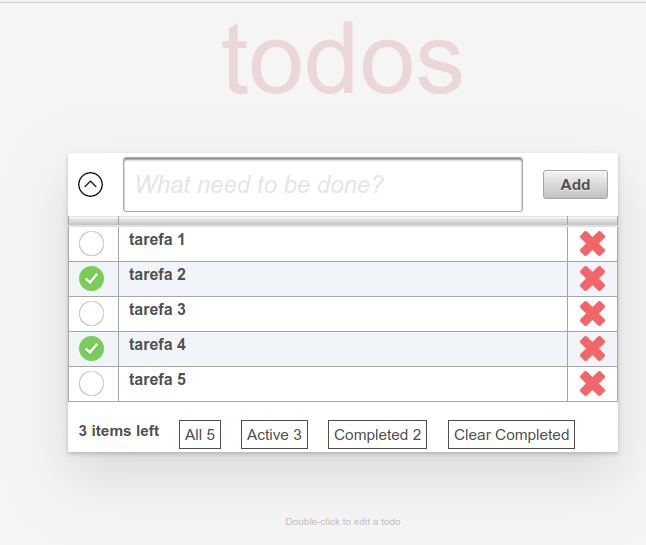 todos
What need to be done?
Add
tarefa 1
tarefa 2
tarefa 3
tarefa 4
tarefa 5
3 items left All 5 Active 3 Completed 2 Clear Completed
Double-click to edit a todo